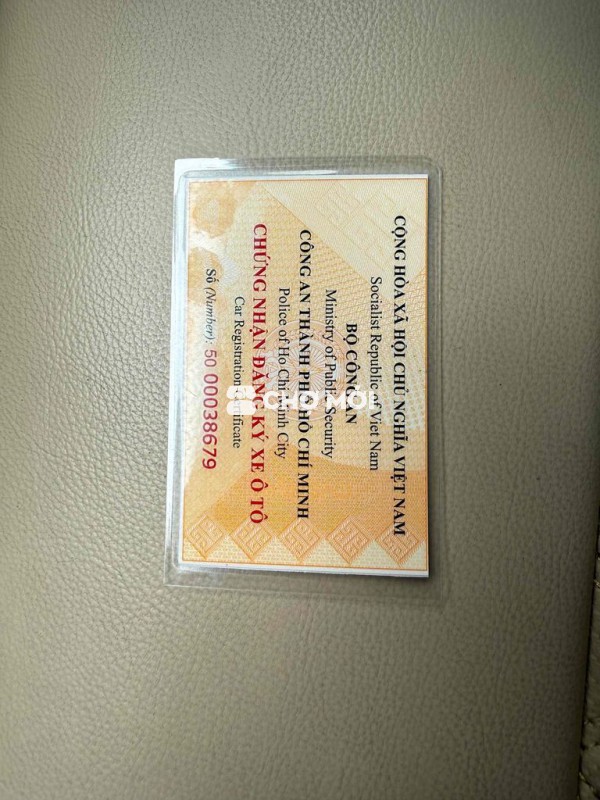 CỘNG HÒA XÃ HỘI CHỦ NGHĨA VIỆT NAM
Socialist Republic of Viet Nam
BỘ CÔNG AN
Ministry of Public Security
CÔNG AN THÀNH PHỐ HỒ CHÍ MINH
Police of Ho Chi Minh City
CHỨNG NHẬN ĐĂNG KÝ XE Ô TÔ
Car Registration Certificate
Số (Number): 50 00038679
CHỢ MỚI